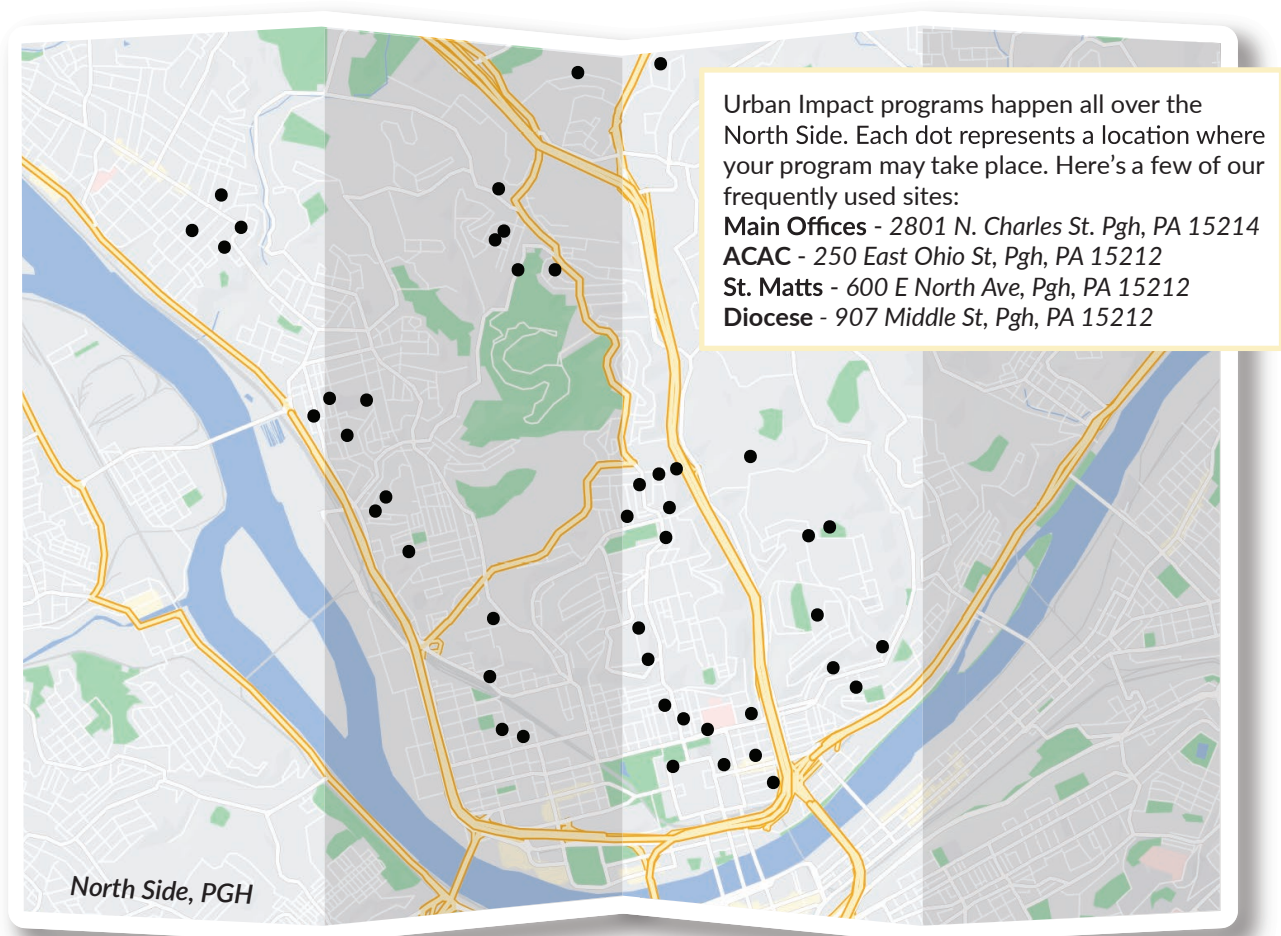 Urban Impact programs happen all over the
North Side. Each dot represents a location where
your program may take place. Here’s a few of our
frequently used sites:
Main Offices - 2801 N. Charles St. Pgh, PA 15214
ACAC - 250 East Ohio St, Pgh, PA 15212
St. Matts - 600 E North Ave, Pgh, PA 15212
Diocese - 907 Middle St, Pgh, PA 15212
North Side, PGH